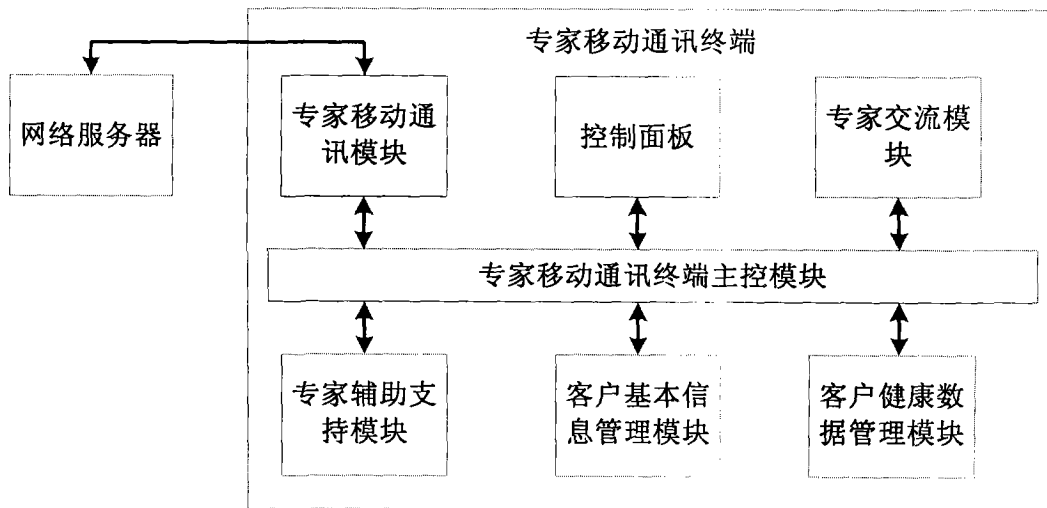 专家移动通讯终端
网络服务器
专家移动通
讯模块
控制面板
专家交流模
块
专家移动通讯终端主控模块
专家辅助支
持模块
客户基本信
息管理模块
客户健康数
据管理模块